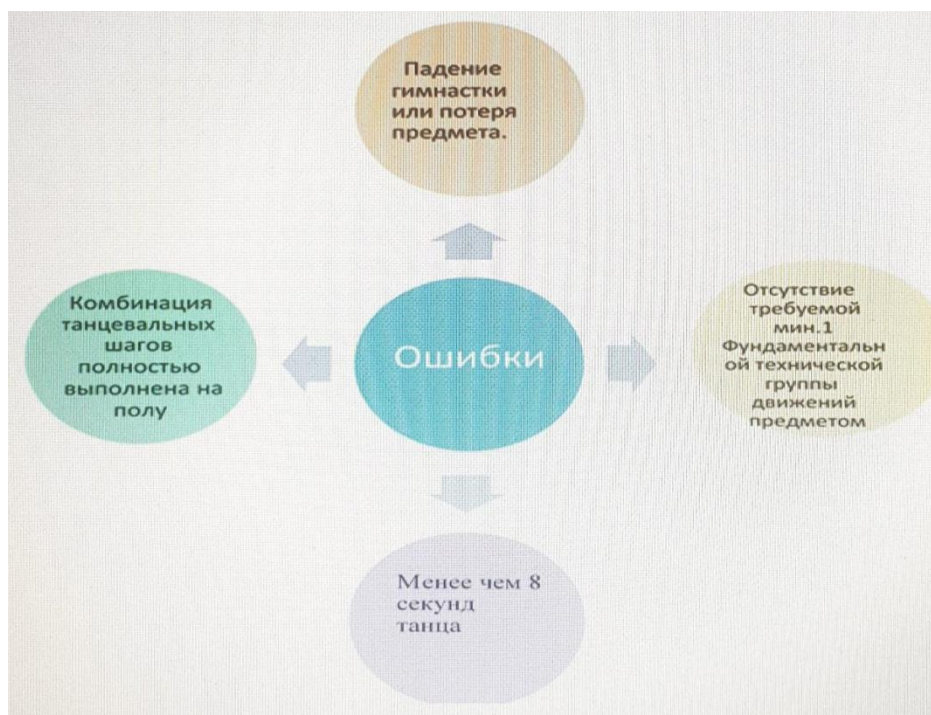 Падение
гимнастки
или потеря
предмета.
Комбинация
танцевальных
шагов
полностью
выполнена на
полу
Ошибки
Отсутствие
требуемой
мин.1
Фундаментальн
ой технической
группы
движений
предметом
Менее чем 8
секунд
танца